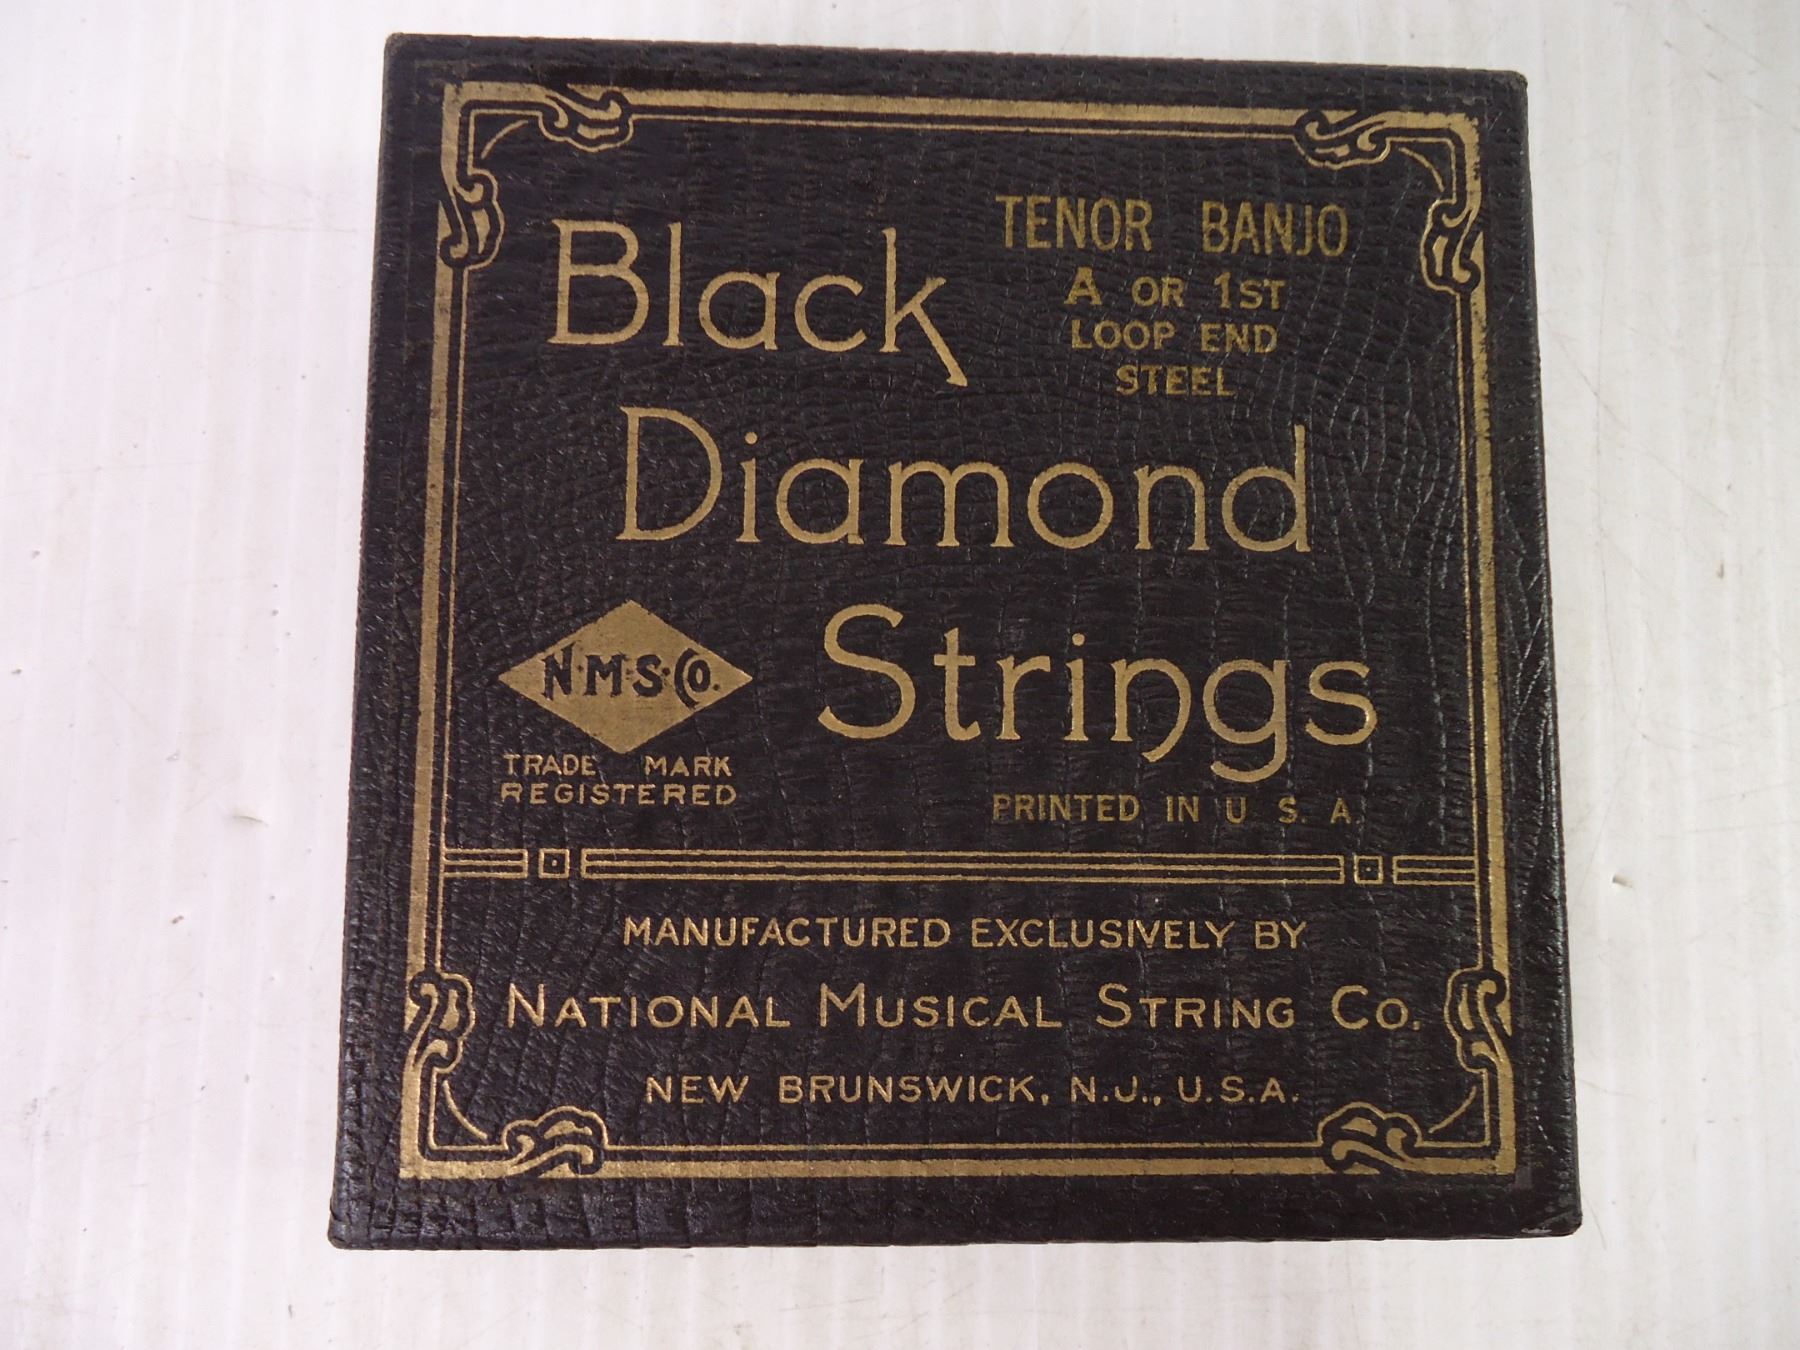 TENOR BANJO
A OR 1ST
LOOP END
STEEL
Black
Diamond
Strings
N·M·S·Co.
TRADE MARK
REGISTERED
PRINTED IN U. S. A.
MANUFACTURED EXCLUSIVELY BY
NATIONAL MUSICAL STRING CO.
NEW BRUNSWICK, N.J., U.S.A.